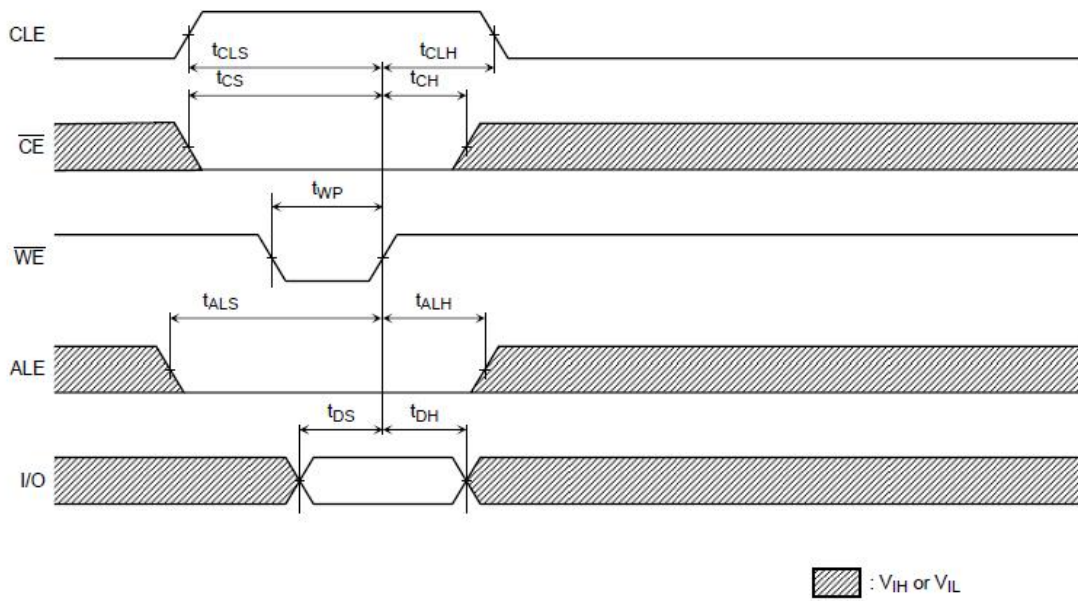 CLE
tCLS
tCLH
tCS
tCH
CE
tWP
WE
tALS
tALH
ALE
tDS
tDH
I/O
: VIH or VIL